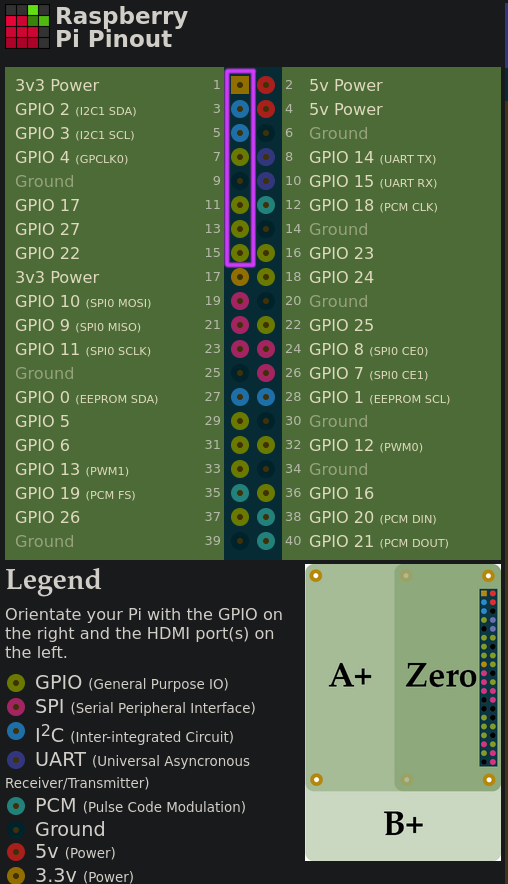 Raspberry
Pi Pinout
3v3 Power 1 2 5v Power
GPIO 2 (I2C1 SDA) 3 4 5v Power
GPIO 3 (I2C1 SCL) 5 6 Ground
GPIO 4 (GPCLK0) 7 8 GPIO 14 (UART TX)
Ground 9 10 GPIO 15 (UART RX)
GPIO 17 11 12 GPIO 18 (PCM CLK)
GPIO 27 13 14 Ground
GPIO 22 15 16 GPIO 23
3v3 Power 17 18 GPIO 24
GPIO 10 (SPI0 MOSI) 19 20 Ground
GPIO 9 (SPI0 MISO) 21 22 GPIO 25
GPIO 11 (SPI0 SCLK) 23 24 GPIO 8 (SPI0 CE0)
Ground 25 26 GPIO 7 (SPI0 CE1)
GPIO 0 (EEPROM SDA) 27 28 GPIO 1 (EEPROM SCL)
GPIO 5 29 30 Ground
GPIO 6 31 32 GPIO 12 (PWM0)
GPIO 13 (PWM1) 33 34 Ground
GPIO 19 (PCM FS) 35 36 GPIO 16
GPIO 26 37 38 GPIO 20 (PCM DIN)
Ground 39 40 GPIO 21 (PCM DOUT)
Legend
Orientate your Pi with the GPIO on
the right and the HDMI port(s) on
the left.
GPIO (General Purpose IO)
SPI (Serial Peripheral Interface)
I²C (Inter-integrated Circuit)
UART (Universal Asyncronous
Receiver/Transmitter)
PCM (Pulse Code Modulation)
Ground
5v (Power)
3.3v (Power)
A+ Zero
B+